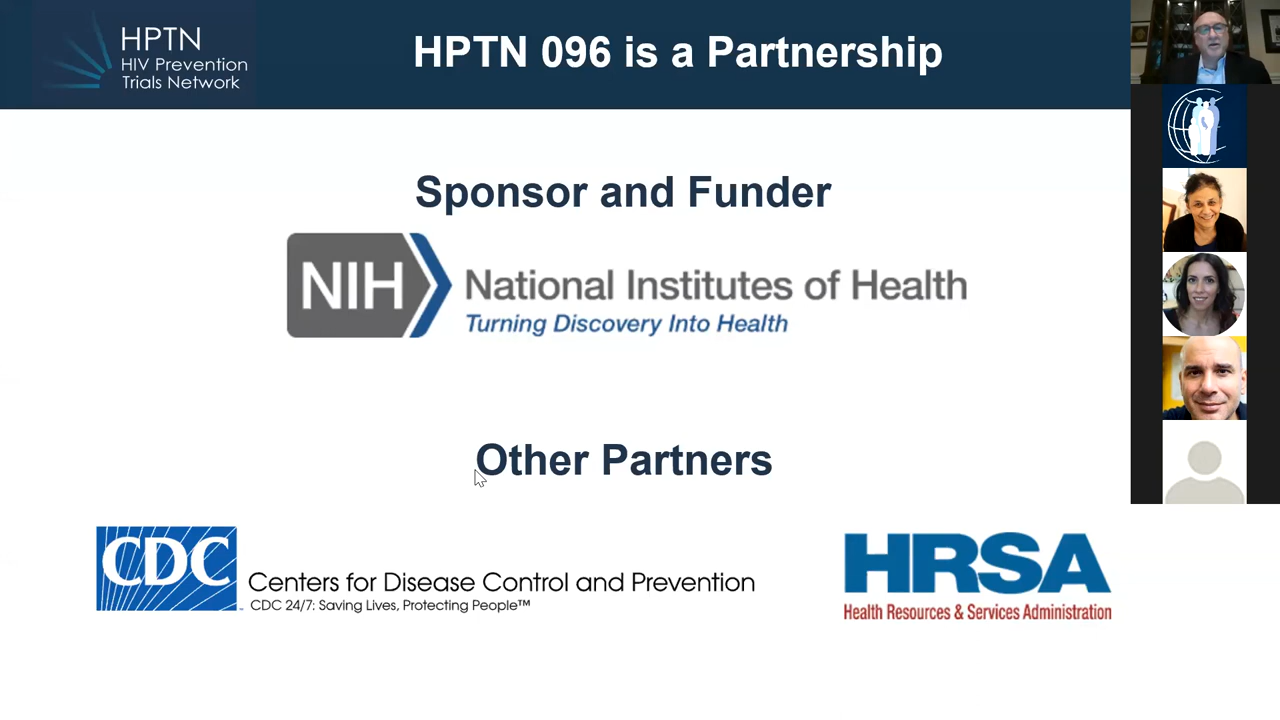 HPTN
HIV Prevention
Trials Network
HPTN 096 is a Partnership
Sponsor and Funder
NIH
National Institutes of Health
Turning Discovery Into Health
Other Partners
CDC
Centers for Disease Control and Prevention
CDC 24/7: Saving Lives, Protecting People™
HRSA
Health Resources & Services Administration